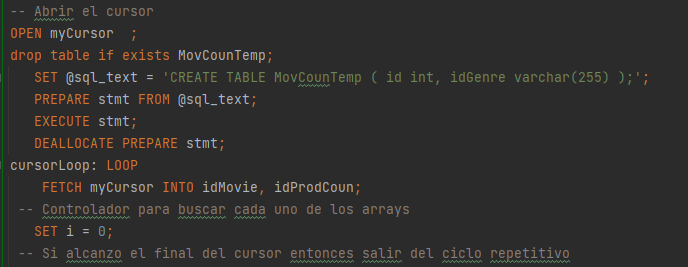 -- Abrir el cursor
OPEN myCursor  ;
drop table if exists MovCounTemp;
SET @sql_text = 'CREATE TABLE MovCounTemp ( id int, idGenre varchar(255) );';
PREPARE stmt FROM @sql_text;
EXECUTE stmt;
DEALLOCATE PREPARE stmt;
cursorLoop: LOOP
FETCH myCursor INTO idMovie, idProdCoun;
-- Controlador para buscar cada uno de los arrays
SET i = 0;
-- Si alcanzo el final del cursor entonces salir del ciclo repetitivo